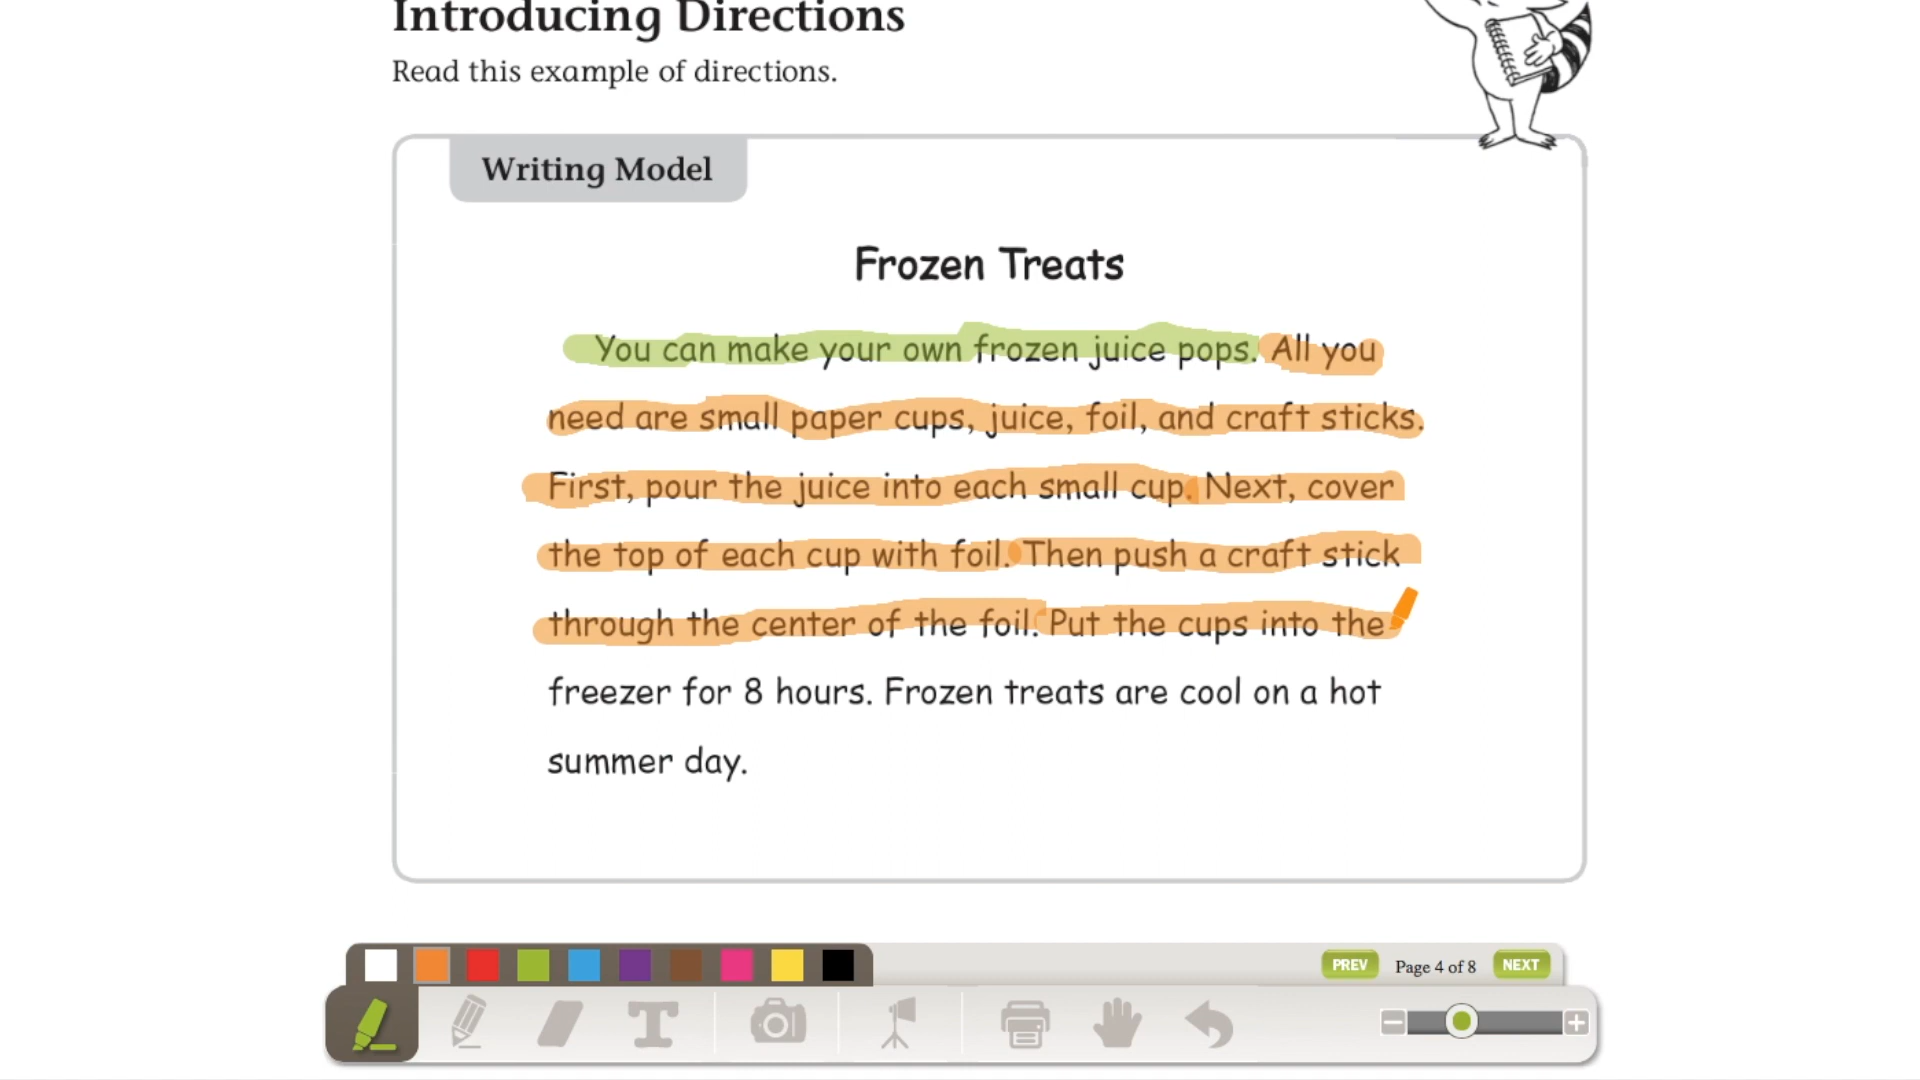 Introducing Directions
Read this example of directions.
Writing Model
Frozen Treats
You can make your own frozen juice pops. All you
need are small paper cups, juice, foil, and craft sticks.
First, pour the juice into each small cup. Next, cover
the top of each cup with foil. Then push a craft stick
through the center of the foil. Put the cups into the
freezer for 8 hours. Frozen treats are cool on a hot
summer day.
PREV Page 4 of 8 NEXT
T